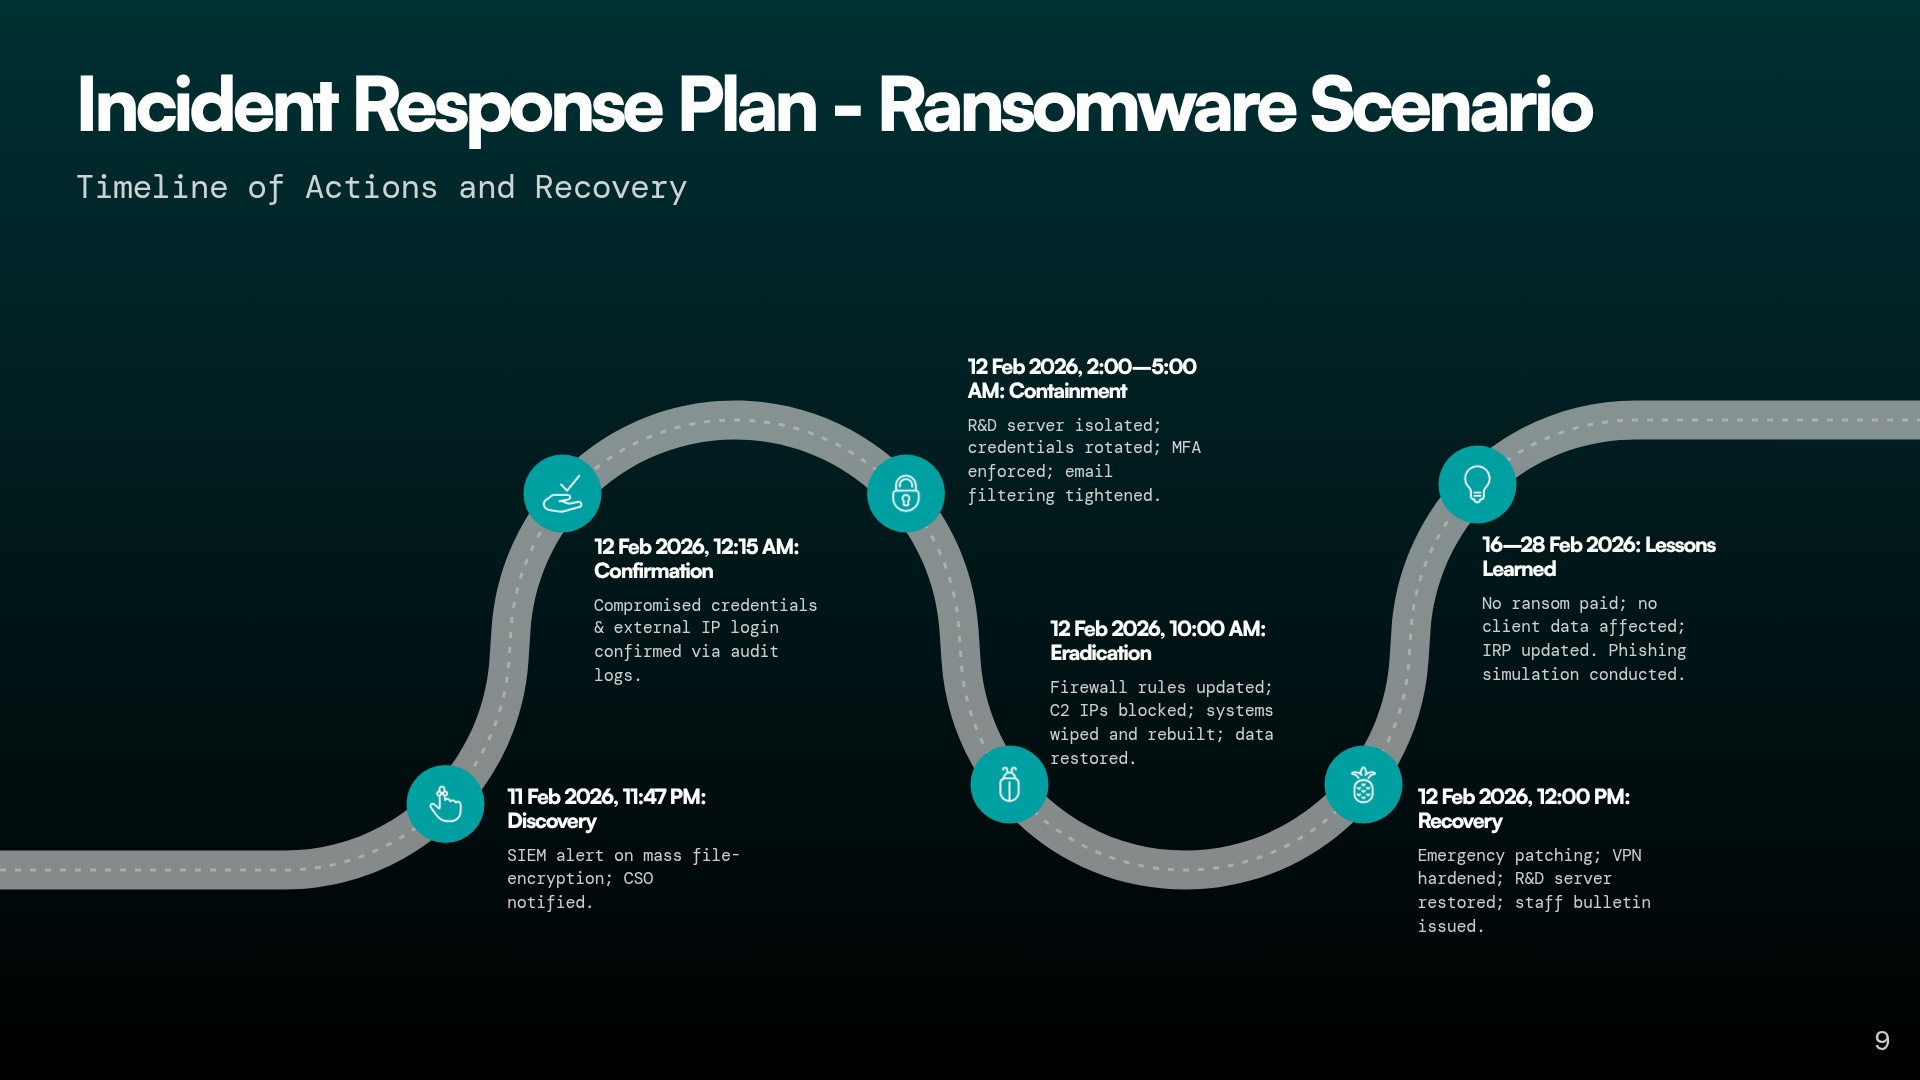 Incident Response Plan - Ransomware Scenario
Timeline of Actions and Recovery
11 Feb 2026, 11:47 PM:
Discovery
SIEM alert on mass file-
encryption; CSO
notified.
12 Feb 2026, 12:15 AM:
Confirmation
Compromised credentials
& external IP login
confirmed via audit
logs.
12 Feb 2026, 2:00—5:00
AM: Containment
R&D server isolated;
credentials rotated; MFA
enforced; email
filtering tightened.
12 Feb 2026, 10:00 AM:
Eradication
Firewall rules updated;
C2 IPs blocked; systems
wiped and rebuilt; data
restored.
12 Feb 2026, 12:00 PM:
Recovery
Emergency patching; VPN
hardened; R&D server
restored; staff bulletin
issued.
16—28 Feb 2026: Lessons
Learned
No ransom paid; no
client data affected;
IRP updated. Phishing
simulation conducted.
9